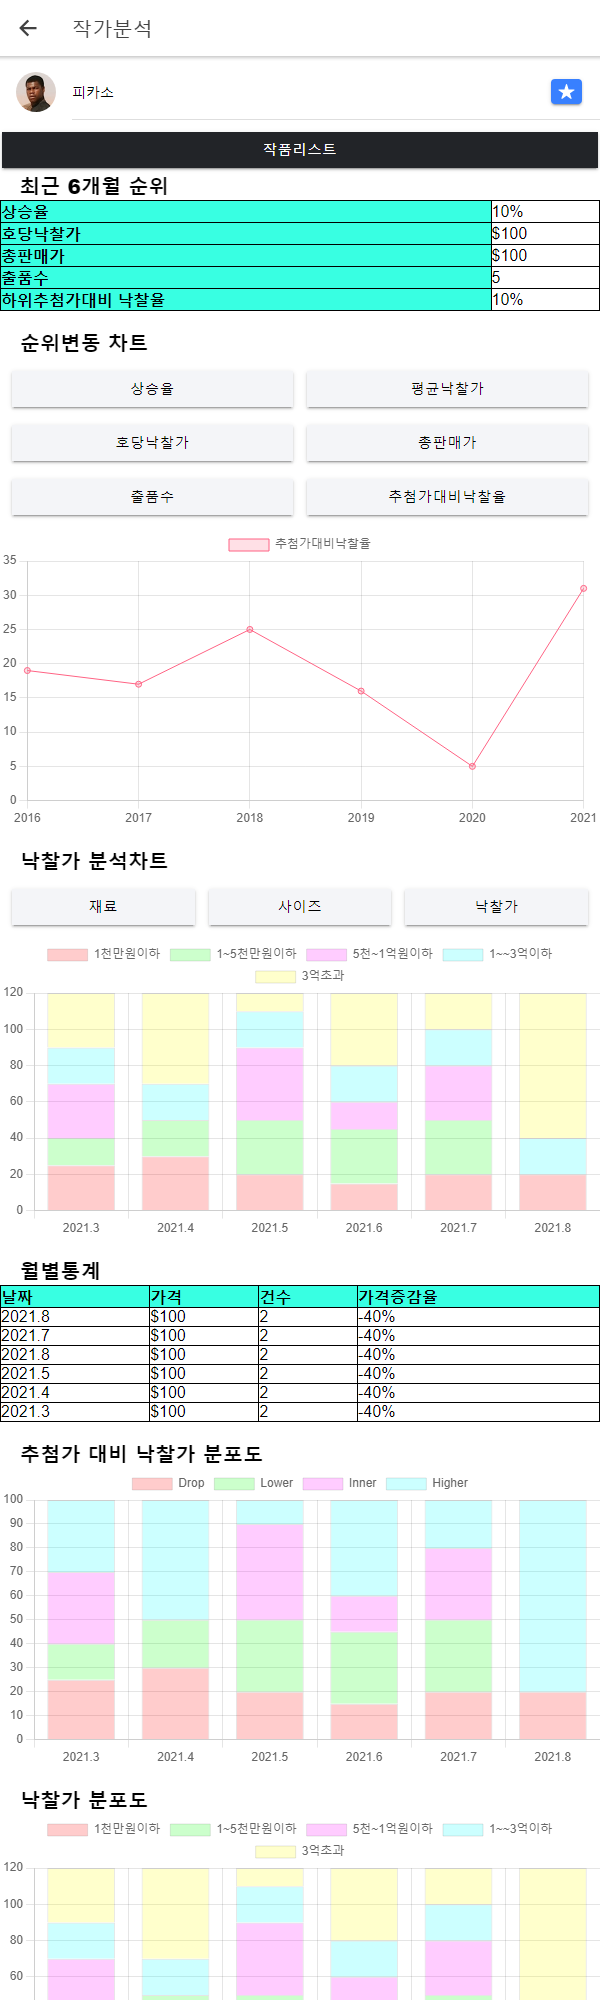 작가분석
피카소
작품리스트
최근 6개월 순위
상승율 10%
호당낙찰가 $100
총판매가 $100
출품수 5
하위추첨가대비 낙찰율 10%
순위변동 차트
상승율 평균낙찰가
호당낙찰가 총판매가
출품수 추첨가대비낙찰율
추첨가대비낙찰율
35
30
25
20
15
10
5
0
2016 2017 2018 2019 2020 2021
낙찰가 분석차트
재료 사이즈 낙찰가
1천만원이하 1~5천만원이하 5천~1억원이하 1~~3억이하
3억초과
120
100
80
60
40
20
0
2021.3 2021.4 2021.5 2021.6 2021.7 2021.8
월별통계
날짜 가격 건수 가격증감율
2021.8 $100 2 -40%
2021.7 $100 2 -40%
2021.8 $100 2 -40%
2021.5 $100 2 -40%
2021.4 $100 2 -40%
2021.3 $100 2 -40%
추첨가 대비 낙찰가 분포도
Drop Lower Inner Higher
100
90
80
70
60
50
40
30
20
10
0
2021.3 2021.4 2021.5 2021.6 2021.7 2021.8
낙찰가 분포도
1천만원이하 1~5천만원이하 5천~1억원이하 1~~3억이하
3억초과
120
100
80
60